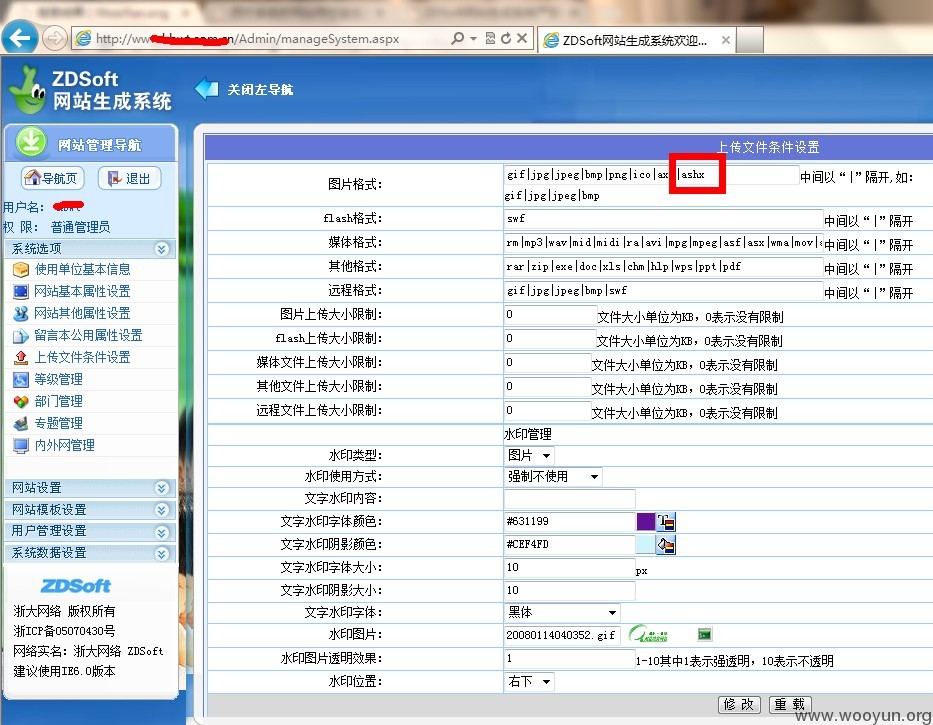 http://www. n/Admin/manageSystem.aspx
ZDSoft网站生成系统欢迎...
ZDSoft
网站生成系统
关闭左导航
网站管理导航
导航页 退出
用户名：
权 限： 普通管理员
系统选项
使用单位基本信息
网站基本属性设置
网站其他属性设置
留言本公用属性设置
上传文件条件设置
等级管理
部门管理
专题管理
内外网管理
网站设置
网站模板设置
用户管理设置
系统数据设置
ZDSoft
浙大网络 版权所有
浙ICP备05070430号
网络实名：浙大网络 ZDSoft
建议使用IE6.0版本
上传文件条件设置
图片格式： gif|jpg|jpeg|bmp|png|ico|ax |ashx 中间以“|”隔开,如：
gif|jpg|jpeg|bmp
flash格式： swf 中间以“|”隔开
媒体格式： rm|mp3|wav|mid|midi|ra|avi|mpg|mpeg|asf|asx|wma|mov| 中间以“|”隔开
其他格式： rar|zip|exe|doc|xls|chm|hlp|wps|ppt|pdf 中间以“|”隔开
远程格式： gif|jpg|jpeg|bmp|swf 中间以“|”隔开
图片上传大小限制： 0 文件大小单位为KB，0表示没有限制
flash上传大小限制： 0 文件大小单位为KB，0表示没有限制
媒体文件上传大小限制： 0 文件大小单位为KB，0表示没有限制
其他文件上传大小限制： 0 文件大小单位为KB，0表示没有限制
远程文件上传大小限制： 0 文件大小单位为KB，0表示没有限制
水印管理
水印类型： 图片
水印使用方式： 强制不使用
文字水印内容：
文字水印字体颜色： #631199
文字水印阴影颜色： #CEF4FD
文字水印字体大小： 10 px
文字水印阴影大小： 10
文字水印字体： 黑体
水印图片： 20080114040352.gif
水印图片透明效果： 1 1-10其中1表示强透明，10表示不透明
水印位置： 右下
修 改 重 载
www.wooyun.org